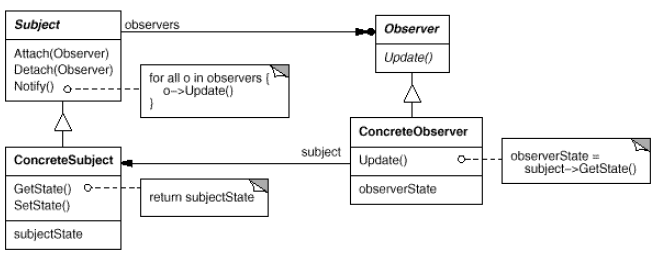 Subject
observers
Observer
Attach(Observer)
Detach(Observer)
Notify()
Update()
for all o in observers {
o->Update()
}
ConcreteSubject
subject
ConcreteObserver
GetState()
SetState()
return subjectState
Update()
observerState =
subject->GetState()
observerState
subjectState